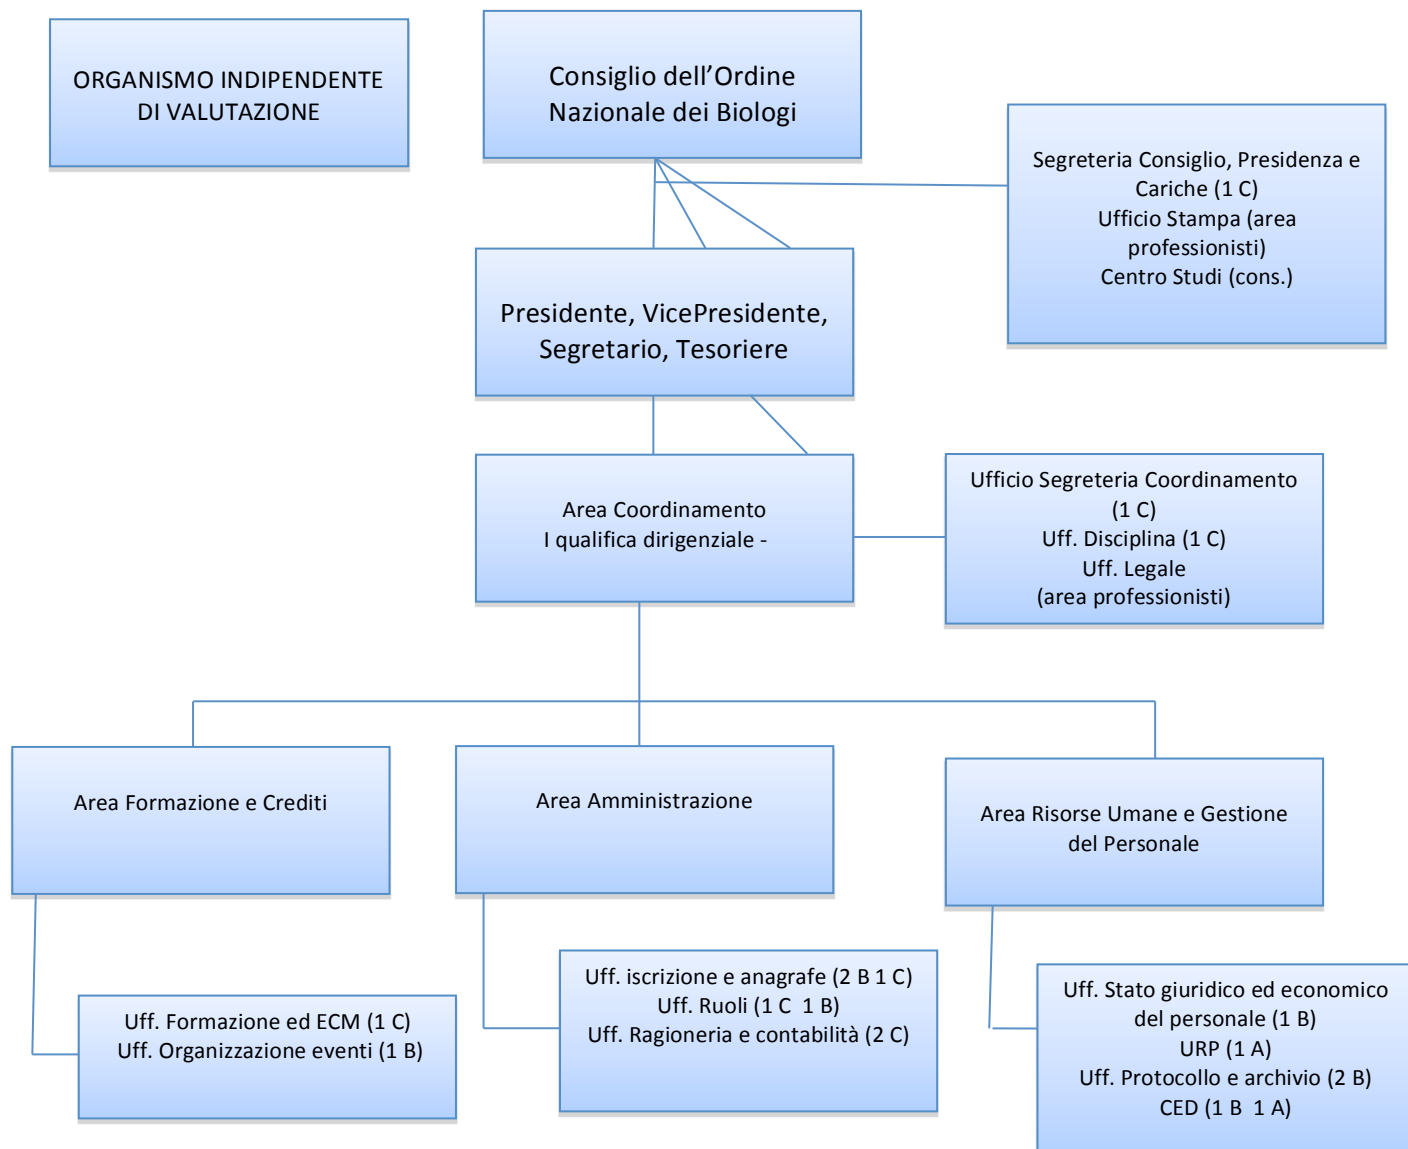 ORGANISMO INDIPENDENTE
DI VALUTAZIONE
Consiglio dell’Ordine
Nazionale dei Biologi
Segreteria Consiglio, Presidenza e
Cariche (1 C)
Ufficio Stampa (area
professionisti)
Centro Studi (cons.)
Presidente, VicePresidente,
Segretario, Tesoriere
Area Coordinamento
I qualifica dirigenziale -
Ufficio Segreteria Coordinamento
(1 C)
Uff. Disciplina (1 C)
Uff. Legale
(area professionisti)
Area Formazione e Crediti
Area Amministrazione
Area Risorse Umane e Gestione
del Personale
Uff. Formazione ed ECM (1 C)
Uff. Organizzazione eventi (1 B)
Uff. iscrizione e anagrafe (2 B 1 C)
Uff. Ruoli (1 C 1 B)
Uff. Ragioneria e contabilità (2 C)
Uff. Stato giuridico ed economico
del personale (1 B)
URP (1 A)
Uff. Protocollo e archivio (2 B)
CED (1 B 1 A)